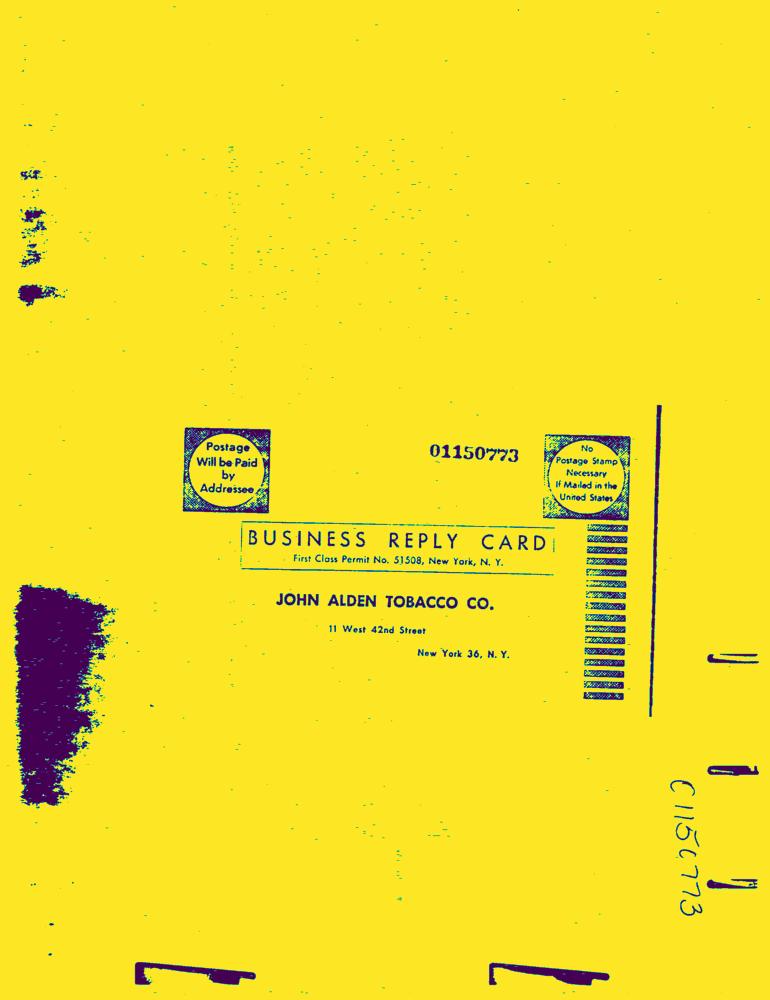 Postage
Will be Paid
by
Addressee
01150773
No
Postage Stamp
Necessary
If Mailed in the
United States
BUSINESS REPLY CARD
First Class Permit No. 51508, New York, N. Y.
JOHN ALDEN TOBACCO CO.
11 West 42nd Street
New York 36, N. Y.
01150773